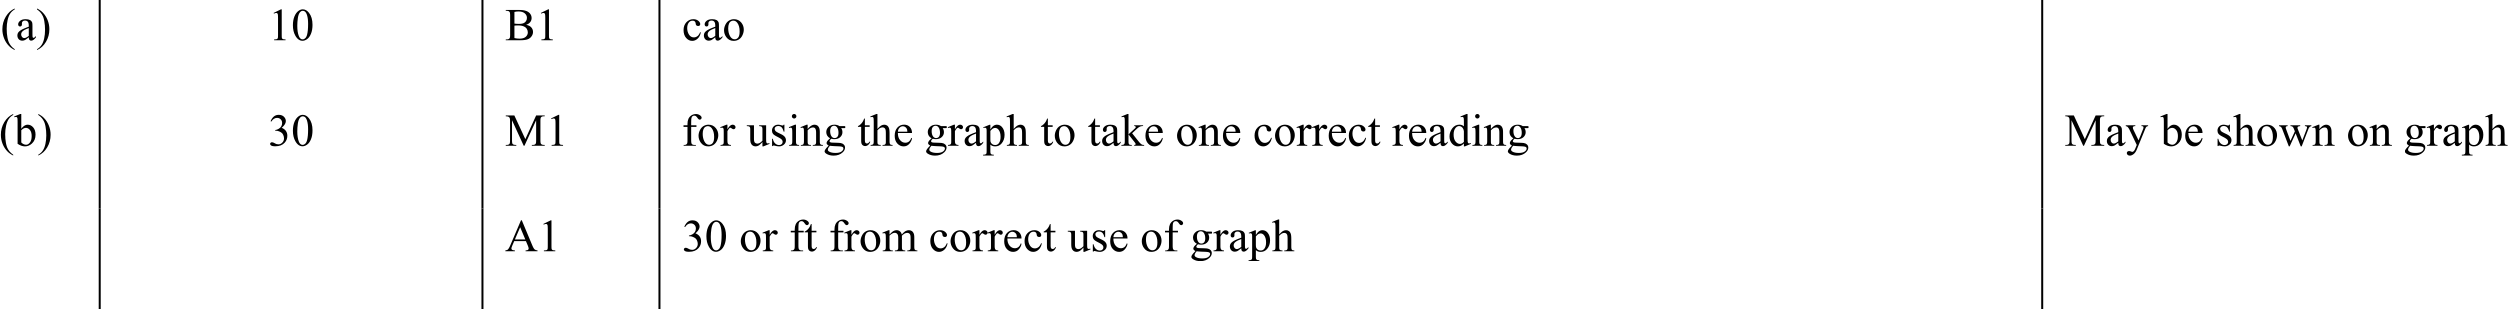 (a) 10 B1 cao
(b) 30 M1 for using the graph to take one correct reading May be shown on graph
A1 30 or ft from correct use of graph